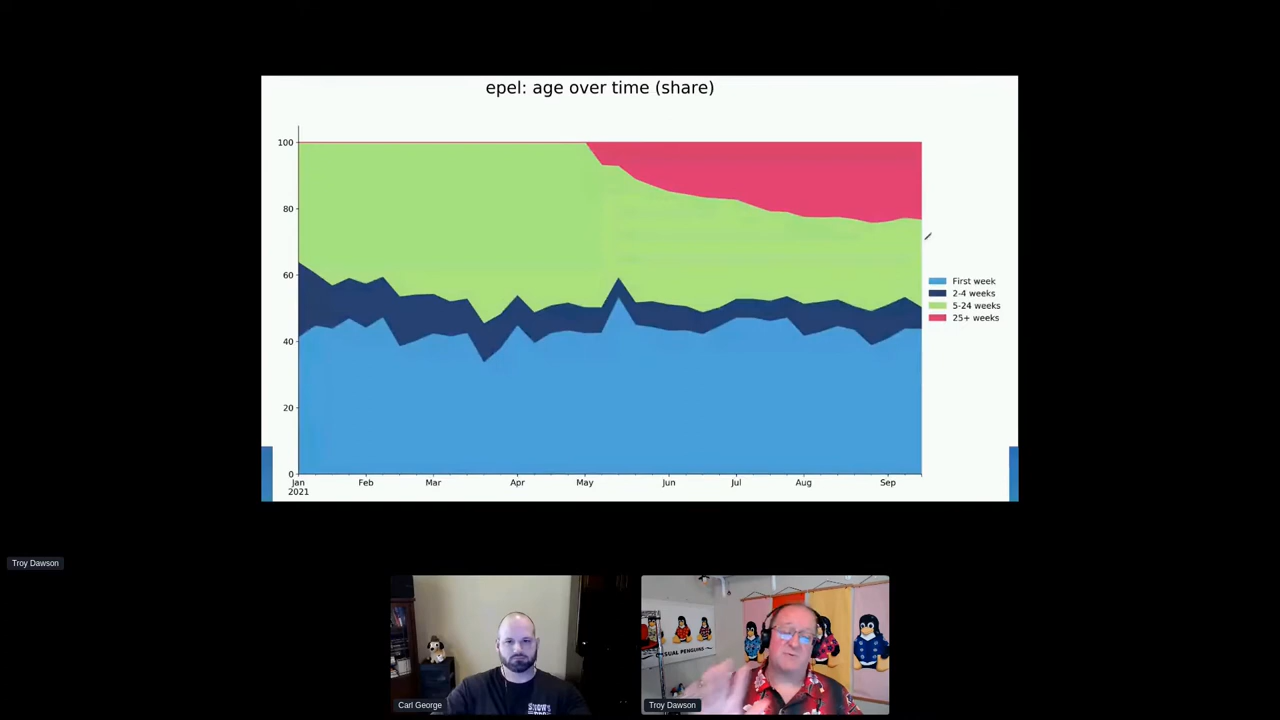 epel: age over time (share)
100
80
60
40
20
0
Jan
2021
Feb
Mar
Apr
May
Jun
Jul
Aug
Sep
First week
2-4 weeks
5-24 weeks
25+ weeks
Troy Dawson
Carl George
Troy Dawson